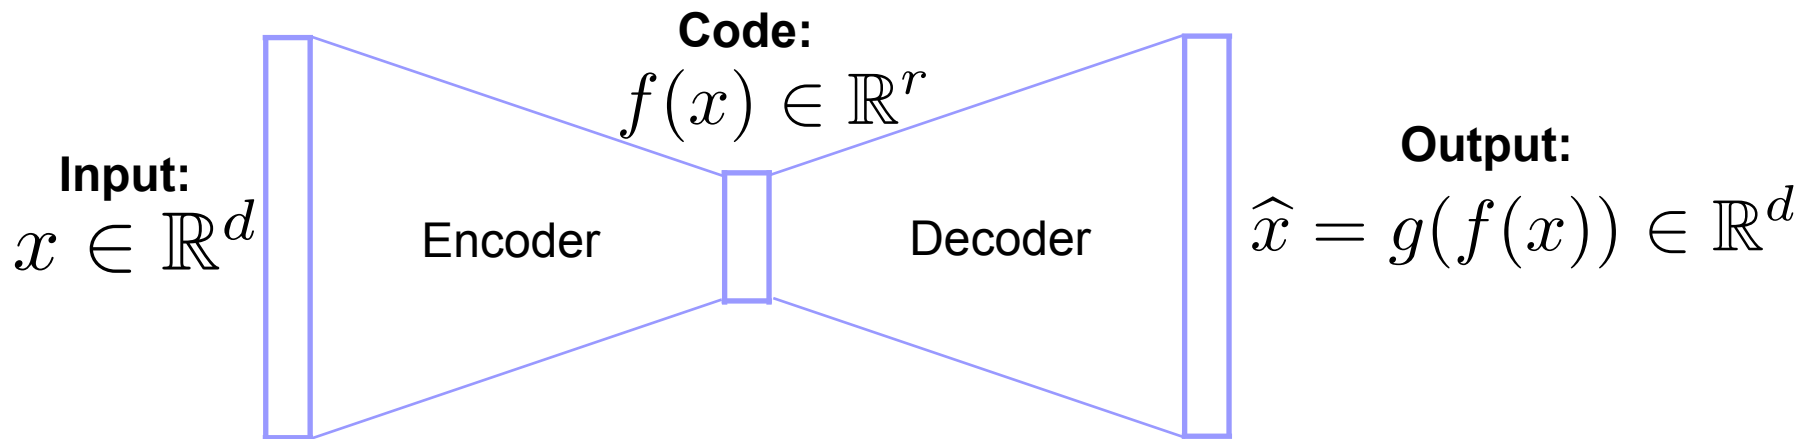 Input:
x ∈ ℝ^d
Encoder
Code:
f(x) ∈ ℝ^r
Decoder
Output:
x̂ = g(f(x)) ∈ ℝ^d